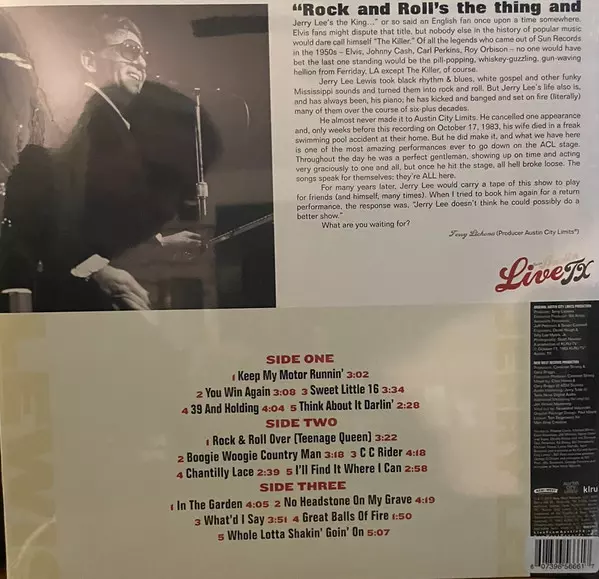 "Rock and Roll's the thing and
Jerry Lee's the King..." or so said an English fan once upon a time somewhere.
Elvis fans might dispute that title, but nobody else in the history of popular music
would dare call himself "The Killer." Of all the legends who came out of Sun Records
in the 1950s – Elvis, Johnny Cash, Carl Perkins, Roy Orbison – no one would have
bet the last one standing would be the pill-popping, whiskey-guzzling, gun-waving
hellion from Ferriday, LA except The Killer, of course.
Jerry Lee Lewis took black rhythm & blues, white gospel and other funky
Mississippi sounds and turned them into rock and roll. But Jerry Lee's life also is,
and has always been, his piano; he has kicked and banged and set on fire (literally)
many of them over the course of six plus decades.
He almost never made it to Austin City Limits. He cancelled one appearance
and, only weeks before this recording on October 17, 1983, his wife died in a freak
swimming pool accident at their home. But he did make it, and what we have here
is one of the most amazing performances ever to go down on the ACL stage.
Throughout the day he was a perfect gentleman, showing up on time and acting
very graciously to one and all, but once he hit the stage, all hell broke loose. The
songs speak for themselves; they're ALL here.
For many years later, Jerry Lee would carry a tape of this show to play
for friends (and himself, many times). When I tried to book him again for a return
performance, the response was, "Jerry Lee doesn't think he could possibly do a
better show."
What are you waiting for?
Terry Lickona (Producer Austin City Limits®)
Live TX
SIDE ONE
1 Keep My Motor Runnin' 3:02
2 You Win Again 3:08 3 Sweet Little 16 3:34
4 39 And Holding 4:04 5 Think About It Darlin' 2:28
SIDE TWO
1 Rock & Roll Over (Teenage Queen) 3:22
2 Boogie Woogie Country Man 3:18 3 C C Rider 4:18
4 Chantilly Lace 2:39 5 I'll Find It Where I Can 2:58
SIDE THREE
1 In The Garden 4:05 2 No Headstone On My Grave 4:19
3 What'd I Say 3:51 4 Great Balls Of Fire 1:50
5 Whole Lotta Shakin' Goin' On 5:07
klru
6 07396 56661 7